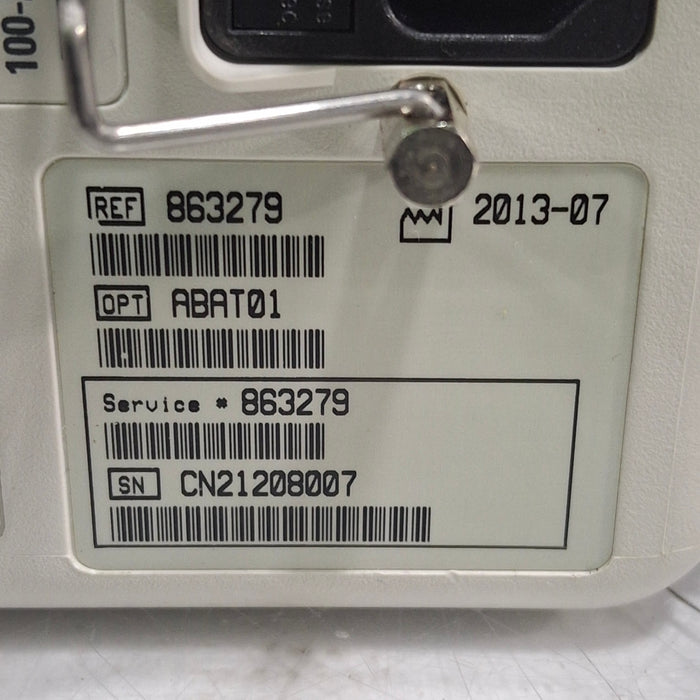 100-
REF 863279
2013-07
OPT ABAT01
Service # 863279
SN CN21208007